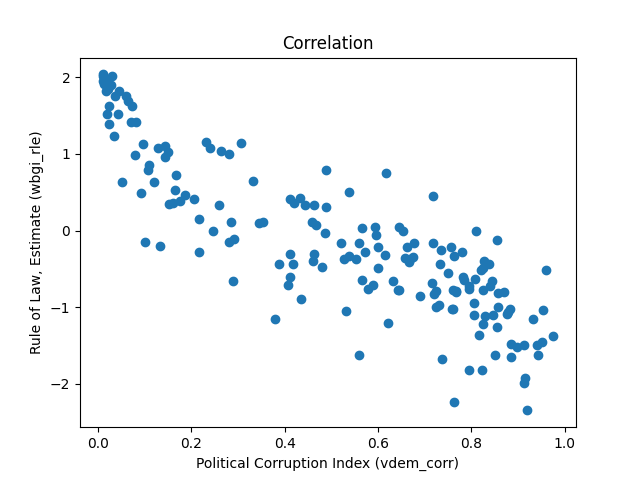 Correlation
2
1
0
−1
−2
Rule of Law, Estimate (wbgi_rle)
0.0 0.2 0.4 0.6 0.8 1.0
Political Corruption Index (vdem_corr)